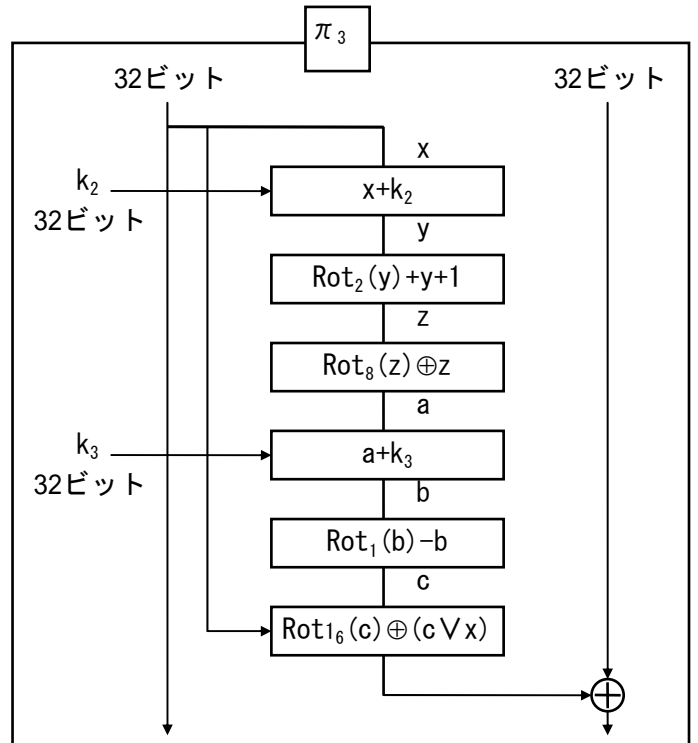 π₃
32ビット 32ビット
x
k₂
32ビット
x+k₂
y
Rot₂(y)+y+1
z
Rot₈(z)⊕z
a
k₃
32ビット
a+k₃
b
Rot₁(b)-b
c
Rot₁₆(c)⊕(c∨x)